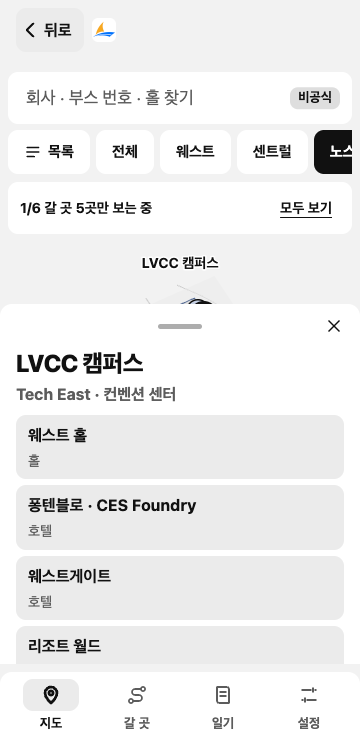 뒤로
회사 · 부스 번호 · 홀 찾기
비공식
목록
전체
웨스트
센트럴
노스
1/6 갈 곳 5곳만 보는 중
모두 보기
LVCC 캠퍼스
LVCC 캠퍼스
Tech East · 컨벤션 센터
웨스트 홀
홀
퐁텐블로 · CES Foundry
호텔
웨스트게이트
호텔
리조트 월드
지도
갈 곳
일기
설정